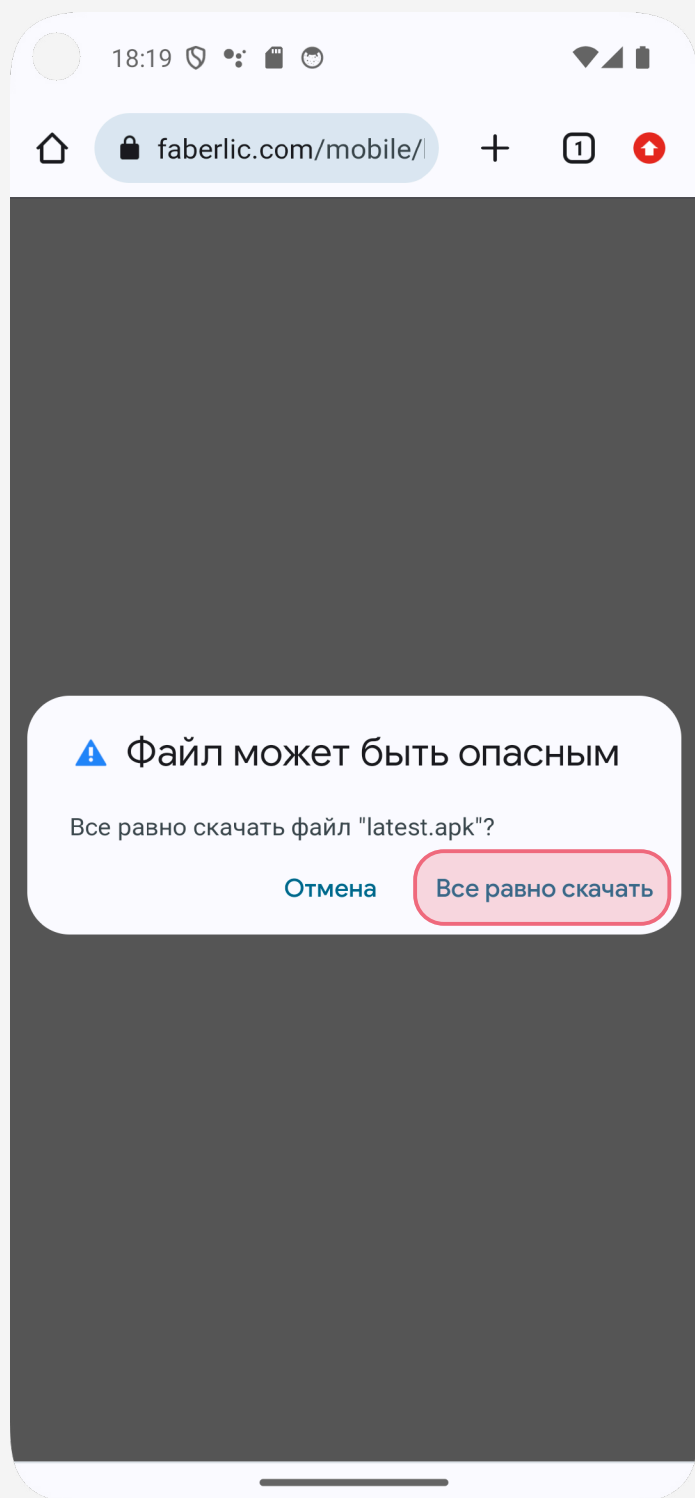 18:19
faberlic.com/mobile/
1
Файл может быть опасным
Все равно скачать файл "latest.apk"?
Отмена Все равно скачать